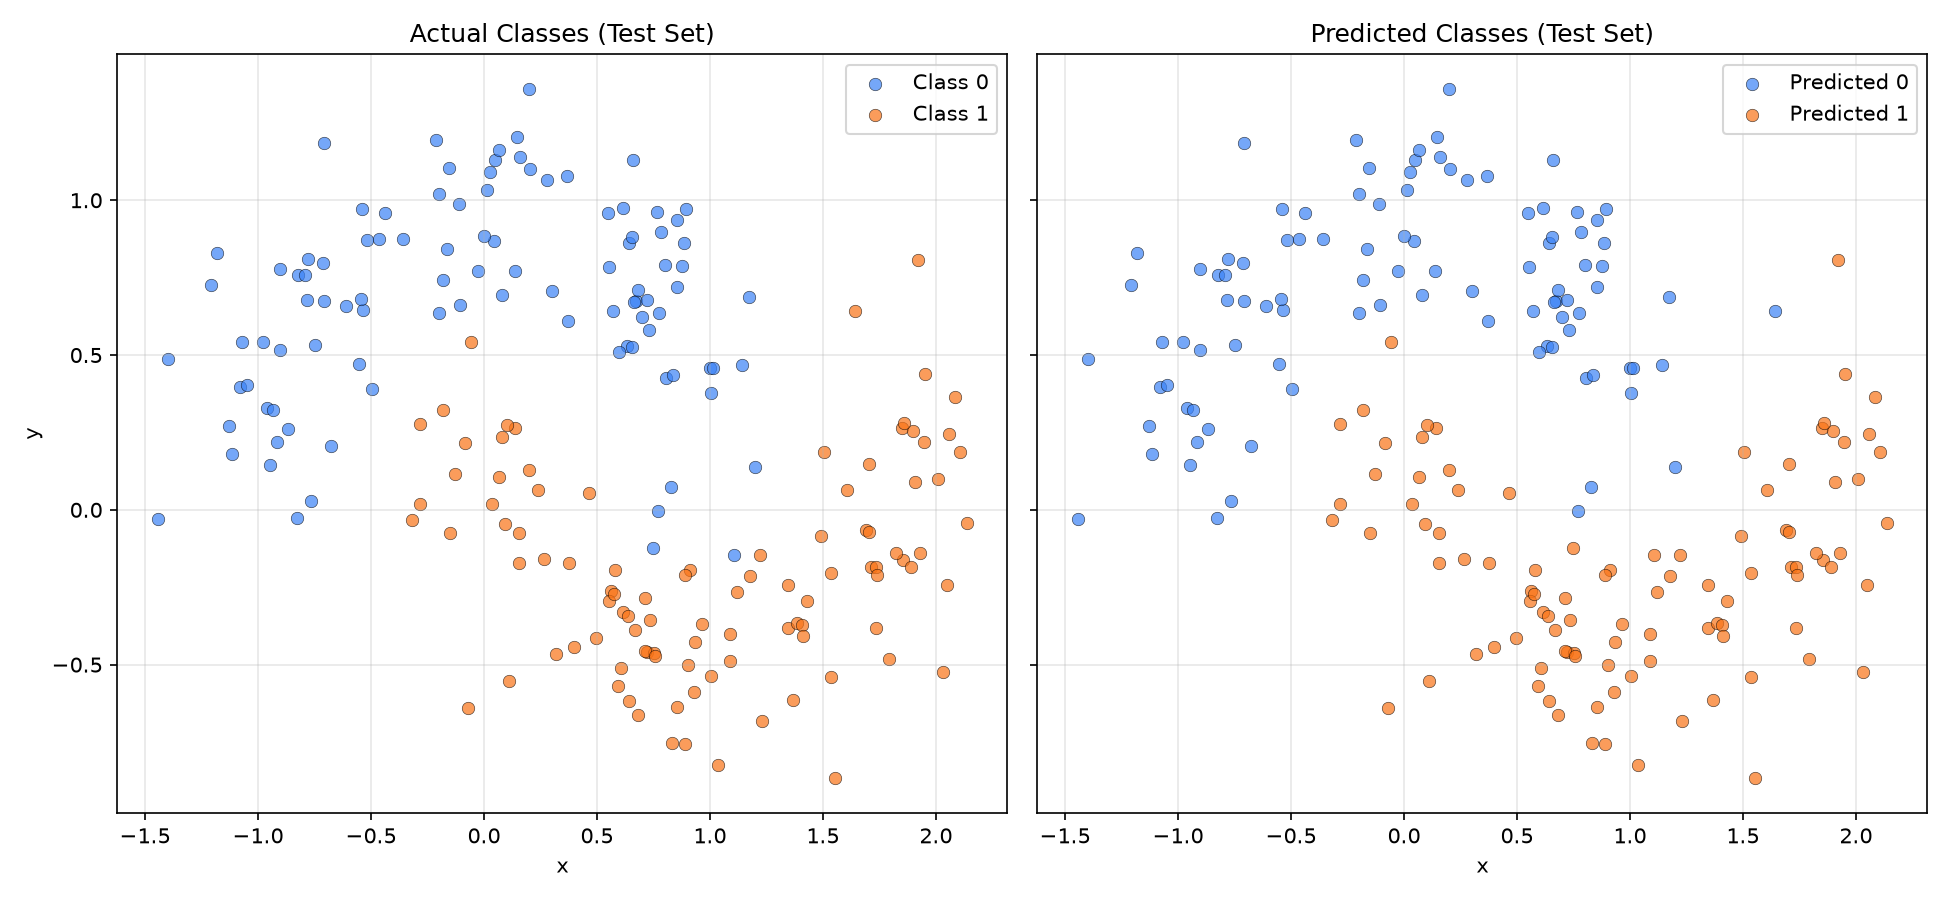 Actual Classes (Test Set)
Class 0
Class 1
1.0
0.5
0.0
−0.5
y
−1.5 −1.0 −0.5 0.0 0.5 1.0 1.5 2.0
x
Predicted Classes (Test Set)
Predicted 0
Predicted 1
−1.5 −1.0 −0.5 0.0 0.5 1.0 1.5 2.0
x